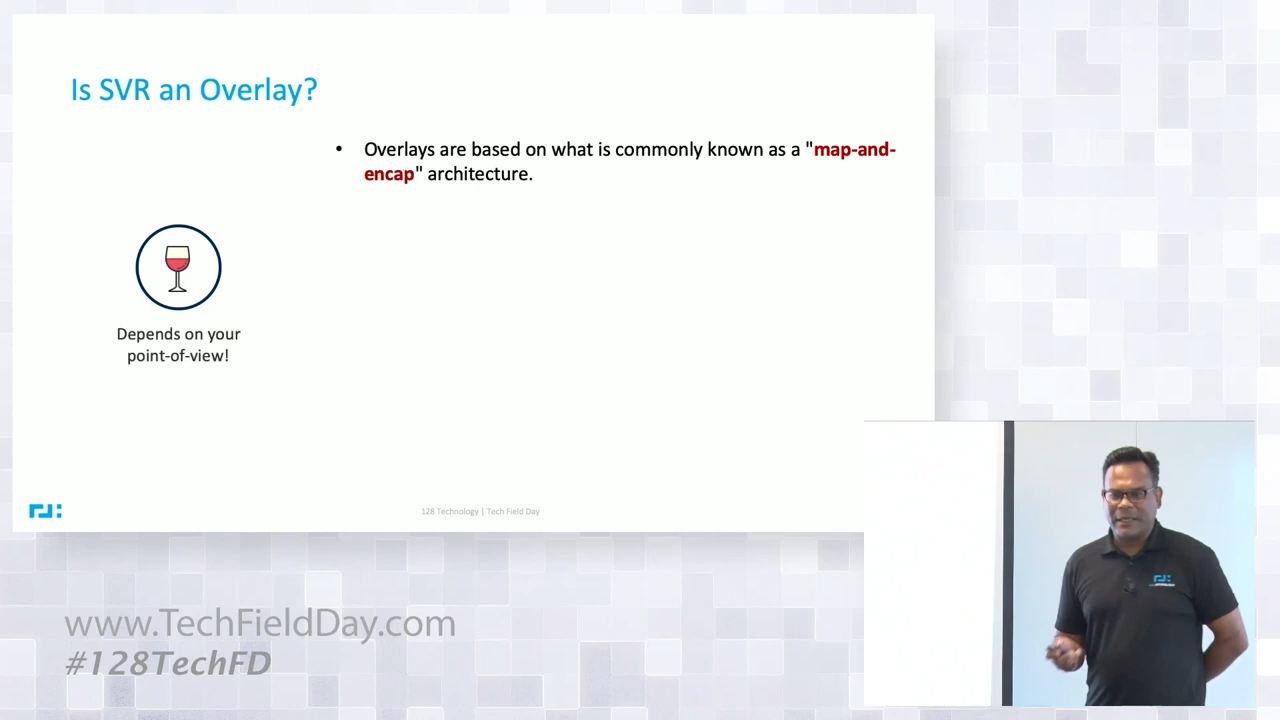 Is SVR an Overlay?
• Overlays are based on what is commonly known as a "map-and-
encap" architecture.
Depends on your
point-of-view!
128 Technology | Tech Field Day
www.TechFieldDay.com
#128TechFD